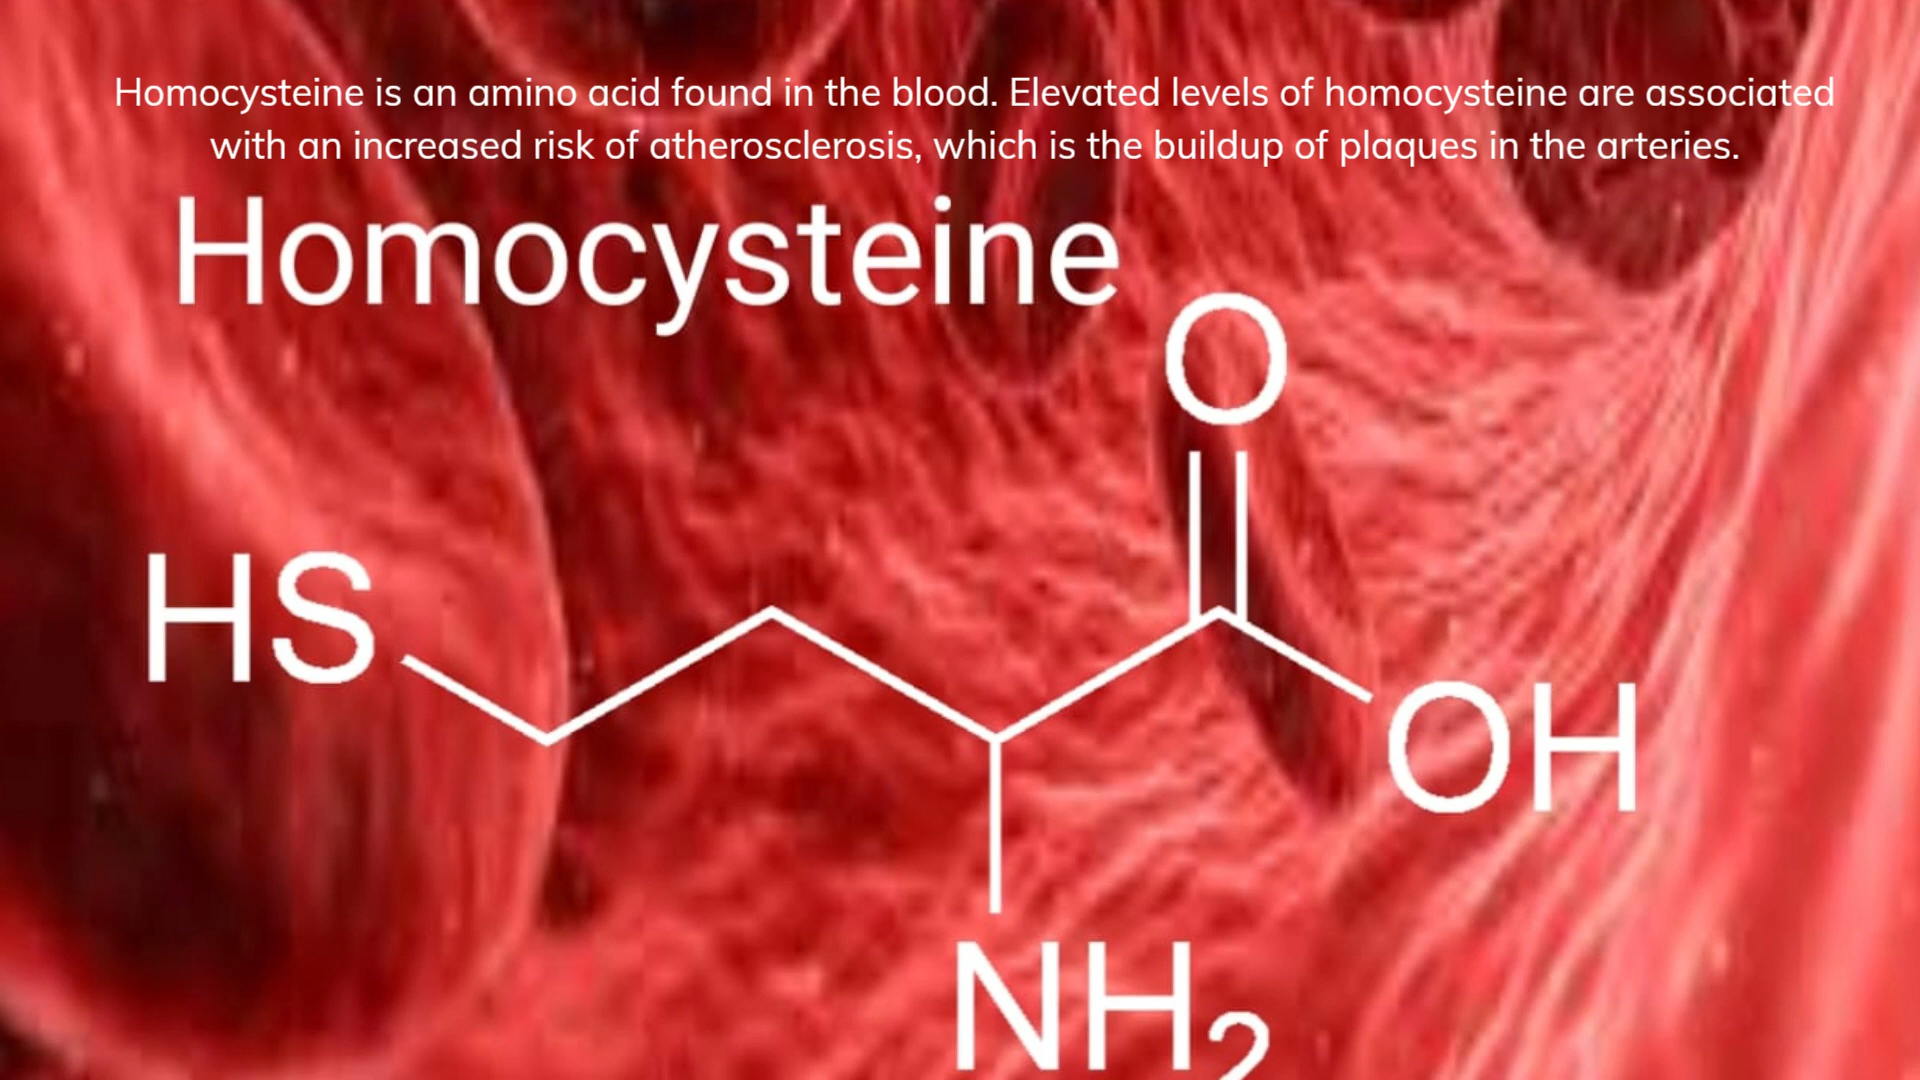 Homocysteine is an amino acid found in the blood. Elevated levels of homocysteine are associated
with an increased risk of atherosclerosis, which is the buildup of plaques in the arteries.
Homocysteine
O
HS
OH
NH₂